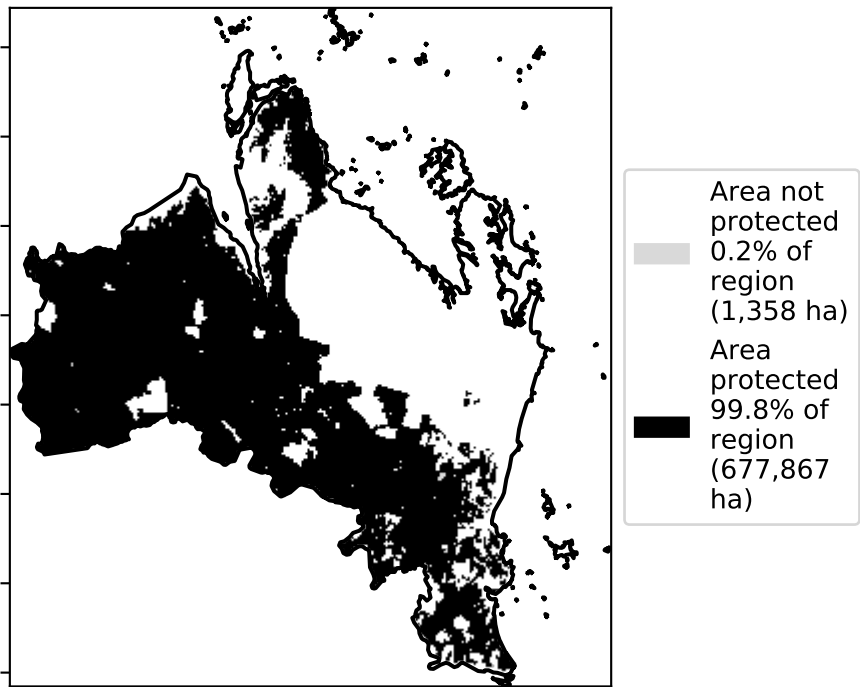 Area not
protected
0.2% of
region
(1,358 ha)
Area
protected
99.8% of
region
(677,867
ha)